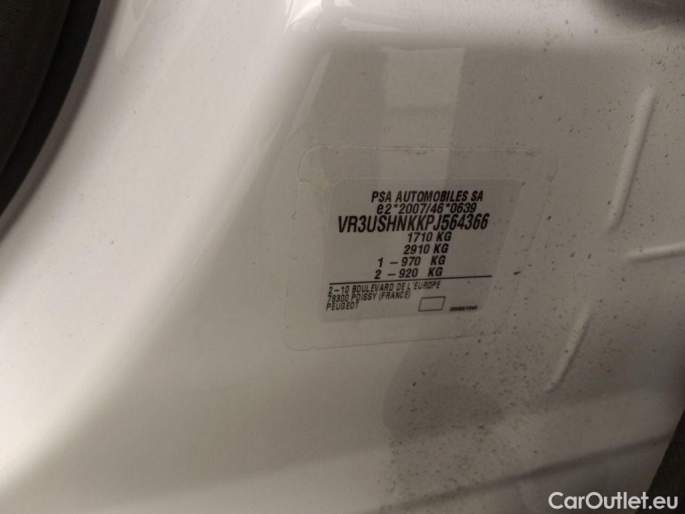 PSA AUTOMOBILES SA
e2*2007/46*0639
VR3USHNKKPJ564366
1710 KG
2910 KG
1 - 970 KG
2 - 920 KG
2-10 BOULEVARD DE L'EUROPE
78300 POISSY (FRANCE)
PEUGEOT
CarOutlet.eu